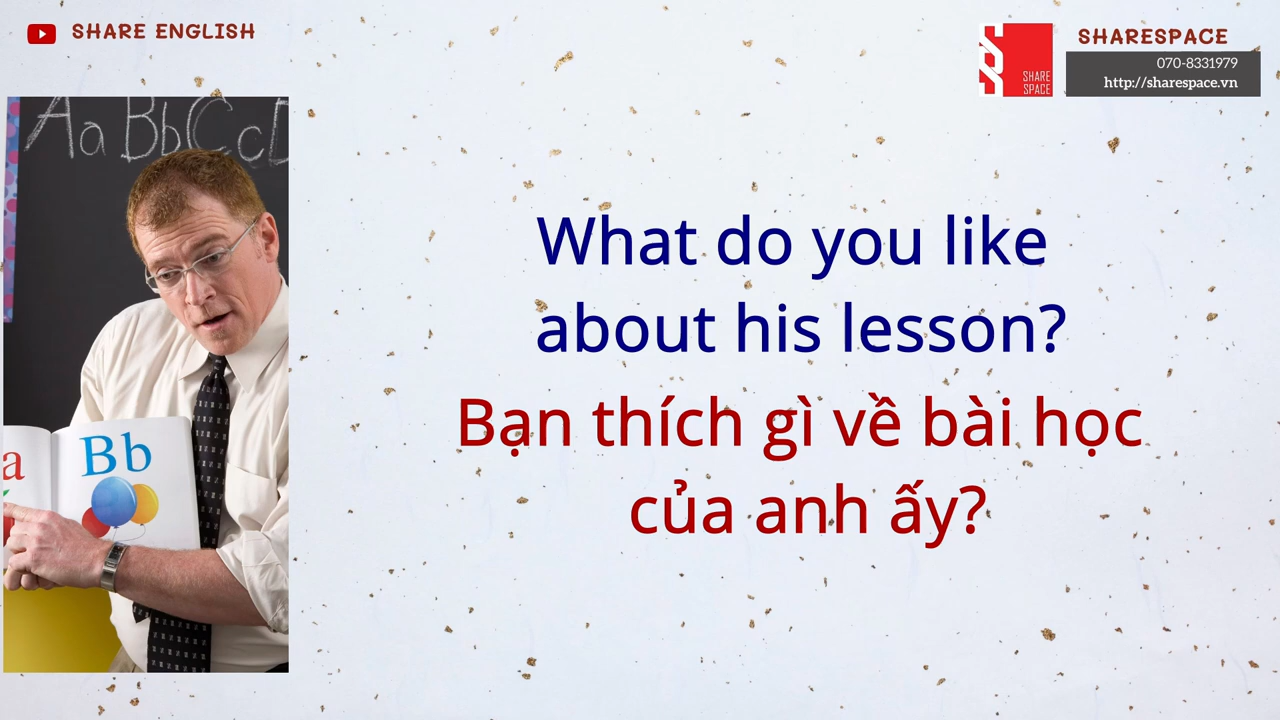 SHARE ENGLISH
SHARESPACE
070-8331979
http://sharespace.vn
SHARE
SPACE
Aa Bb Cc D
a
Bb
What do you like
about his lesson?
Bạn thích gì về bài học
của anh ấy?